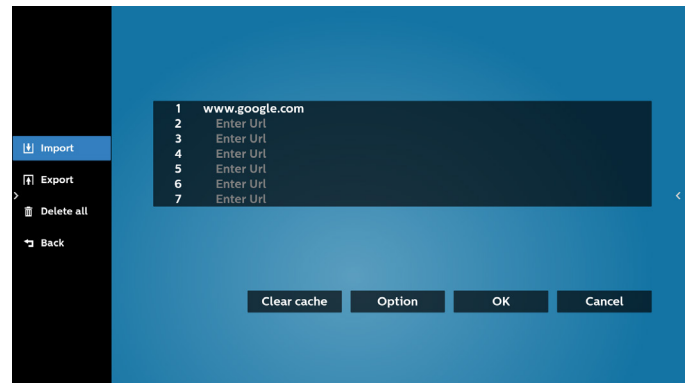 Import
Export
Delete all
Back
1 www.google.com
2 Enter Url
3 Enter Url
4 Enter Url
5 Enter Url
6 Enter Url
7 Enter Url
Clear cache Option OK Cancel